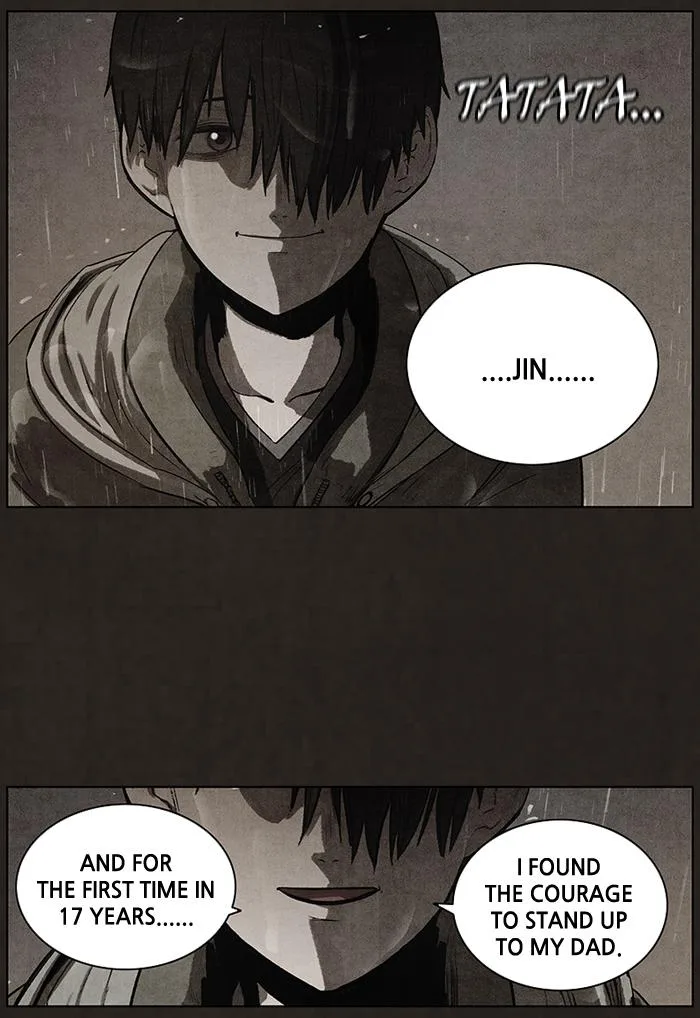 TATATA...
....JIN......
AND FOR
THE FIRST TIME IN
17 YEARS......
I FOUND
THE COURAGE
TO STAND UP
TO MY DAD.